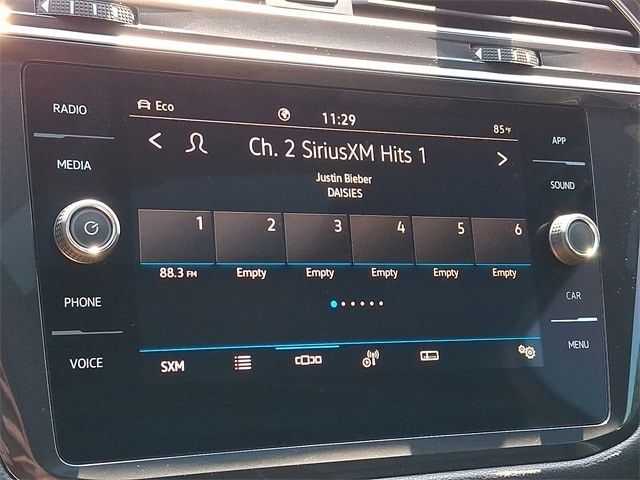 RADIO
MEDIA
PHONE
VOICE
Eco
11:29
85°F
Ch. 2 SiriusXM Hits 1
Justin Bieber
DAISIES
1 2 3 4 5 6
88.3 FM Empty Empty Empty Empty Empty
SXM
APP
SOUND
CAR
MENU